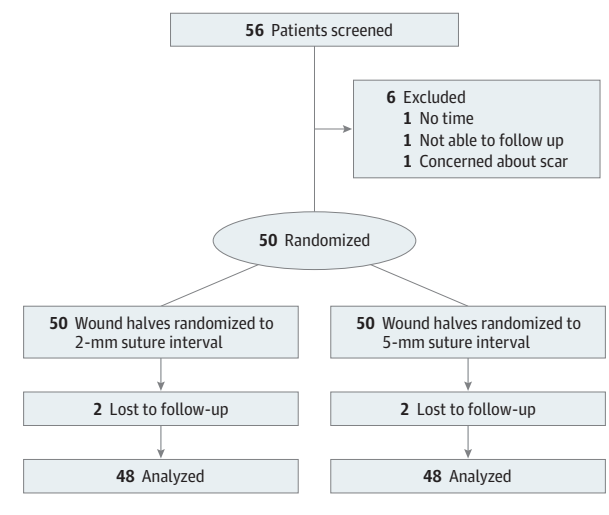 56 Patients screened
6 Excluded
1 No time
1 Not able to follow up
1 Concerned about scar
50 Randomized
50 Wound halves randomized to
2-mm suture interval
50 Wound halves randomized to
5-mm suture interval
2 Lost to follow-up
2 Lost to follow-up
48 Analyzed
48 Analyzed